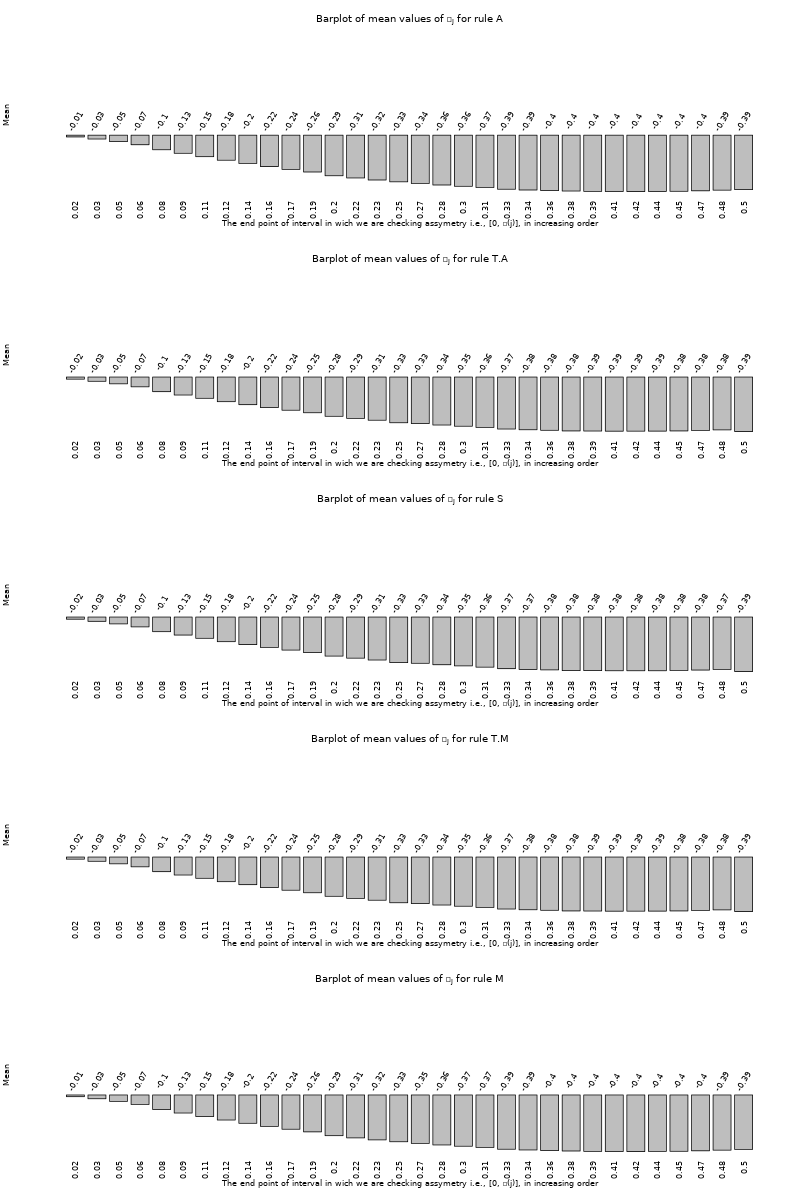 Barplot of mean values of □j for rule A
Mean
-0.01 -0.03 -0.05 -0.07 -0.1 -0.13 -0.15 -0.18 -0.2 -0.22 -0.24 -0.26 -0.29 -0.31 -0.32 -0.33 -0.34 -0.36 -0.36 -0.37 -0.39 -0.39 -0.4 -0.4 -0.4 -0.4 -0.4 -0.4 -0.4 -0.4 -0.39 -0.39
0.02 0.03 0.05 0.06 0.08 0.09 0.11 0.12 0.14 0.16 0.17 0.19 0.2 0.22 0.23 0.25 0.27 0.28 0.3 0.31 0.33 0.34 0.36 0.38 0.39 0.41 0.42 0.44 0.45 0.47 0.48 0.5
The end point of interval in wich we are checking assymetry i.e., [0, □(j)], in increasing order
Barplot of mean values of □j for rule T.A
Mean
-0.02 -0.03 -0.05 -0.07 -0.1 -0.13 -0.15 -0.18 -0.2 -0.22 -0.24 -0.25 -0.28 -0.29 -0.31 -0.33 -0.33 -0.34 -0.35 -0.36 -0.37 -0.38 -0.38 -0.38 -0.39 -0.39 -0.39 -0.39 -0.38 -0.38 -0.38 -0.39
0.02 0.03 0.05 0.06 0.08 0.09 0.11 0.12 0.14 0.16 0.17 0.19 0.2 0.22 0.23 0.25 0.27 0.28 0.3 0.31 0.33 0.34 0.36 0.38 0.39 0.41 0.42 0.44 0.45 0.47 0.48 0.5
The end point of interval in wich we are checking assymetry i.e., [0, □(j)], in increasing order
Barplot of mean values of □j for rule S
Mean
-0.02 -0.03 -0.05 -0.07 -0.1 -0.13 -0.15 -0.18 -0.2 -0.22 -0.24 -0.25 -0.28 -0.29 -0.31 -0.33 -0.33 -0.34 -0.35 -0.36 -0.37 -0.37 -0.38 -0.38 -0.38 -0.38 -0.38 -0.38 -0.38 -0.38 -0.37 -0.39
0.02 0.03 0.05 0.06 0.08 0.09 0.11 0.12 0.14 0.16 0.17 0.19 0.2 0.22 0.23 0.25 0.27 0.28 0.3 0.31 0.33 0.34 0.36 0.38 0.39 0.41 0.42 0.44 0.45 0.47 0.48 0.5
The end point of interval in wich we are checking assymetry i.e., [0, □(j)], in increasing order
Barplot of mean values of □j for rule T.M
Mean
-0.02 -0.03 -0.05 -0.07 -0.1 -0.13 -0.15 -0.18 -0.2 -0.22 -0.24 -0.25 -0.28 -0.29 -0.31 -0.33 -0.33 -0.34 -0.35 -0.36 -0.37 -0.38 -0.38 -0.38 -0.39 -0.39 -0.39 -0.39 -0.38 -0.38 -0.38 -0.39
0.02 0.03 0.05 0.06 0.08 0.09 0.11 0.12 0.14 0.16 0.17 0.19 0.2 0.22 0.23 0.25 0.27 0.28 0.3 0.31 0.33 0.34 0.36 0.38 0.39 0.41 0.42 0.44 0.45 0.47 0.48 0.5
The end point of interval in wich we are checking assymetry i.e., [0, □(j)], in increasing order
Barplot of mean values of □j for rule M
Mean
-0.01 -0.03 -0.05 -0.07 -0.1 -0.13 -0.15 -0.18 -0.2 -0.22 -0.24 -0.26 -0.29 -0.31 -0.32 -0.33 -0.35 -0.36 -0.37 -0.37 -0.39 -0.39 -0.4 -0.4 -0.4 -0.4 -0.4 -0.4 -0.4 -0.4 -0.39 -0.39
0.02 0.03 0.05 0.06 0.08 0.09 0.11 0.12 0.14 0.16 0.17 0.19 0.2 0.22 0.23 0.25 0.27 0.28 0.3 0.31 0.33 0.34 0.36 0.38 0.39 0.41 0.42 0.44 0.45 0.47 0.48 0.5
The end point of interval in wich we are checking assymetry i.e., [0, □(j)], in increasing order